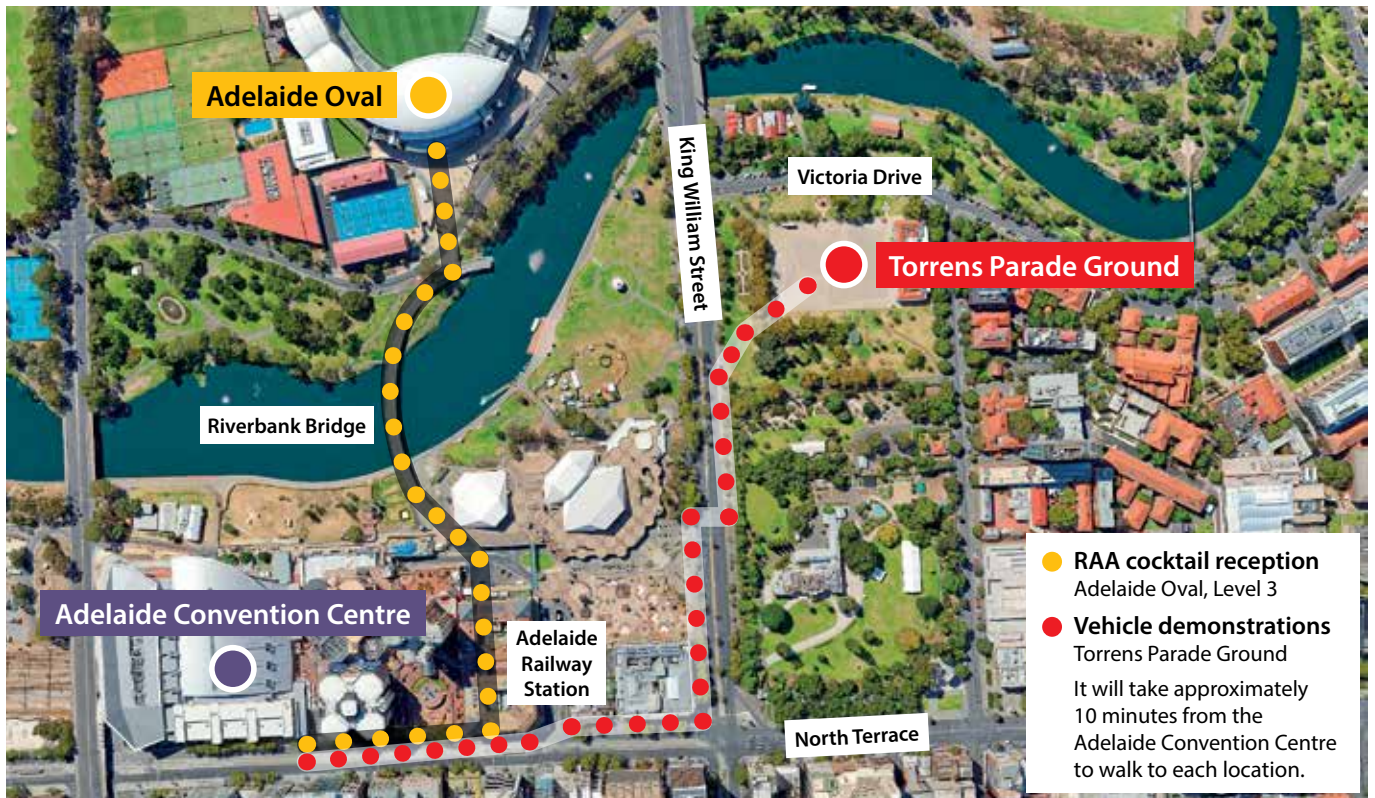 Adelaide Oval
King William Street
Victoria Drive
Torrens Parade Ground
Riverbank Bridge
Adelaide Convention Centre
Adelaide
Railway
Station
North Terrace
RAA cocktail reception
Adelaide Oval, Level 3
Vehicle demonstrations
Torrens Parade Ground
It will take approximately
10 minutes from the
Adelaide Convention Centre
to walk to each location.